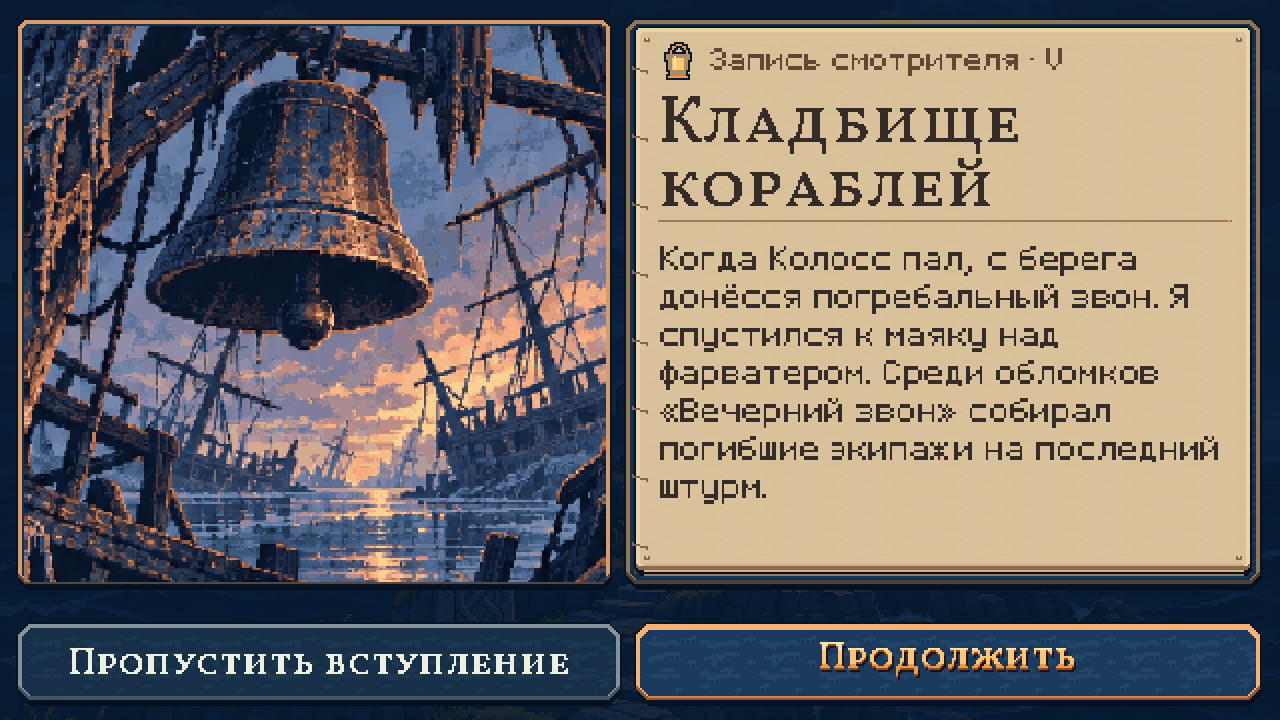 Запись смотрителя · V
Кладбище
кораблей
Когда Колосс пал, с берега
донёсся погребальный звон. Я
спустился к маяку над
фарватером. Среди обломков
«Вечерний звон» собирал
погибшие экипажи на последний
штурм.
Пропустить вступление
Продолжить